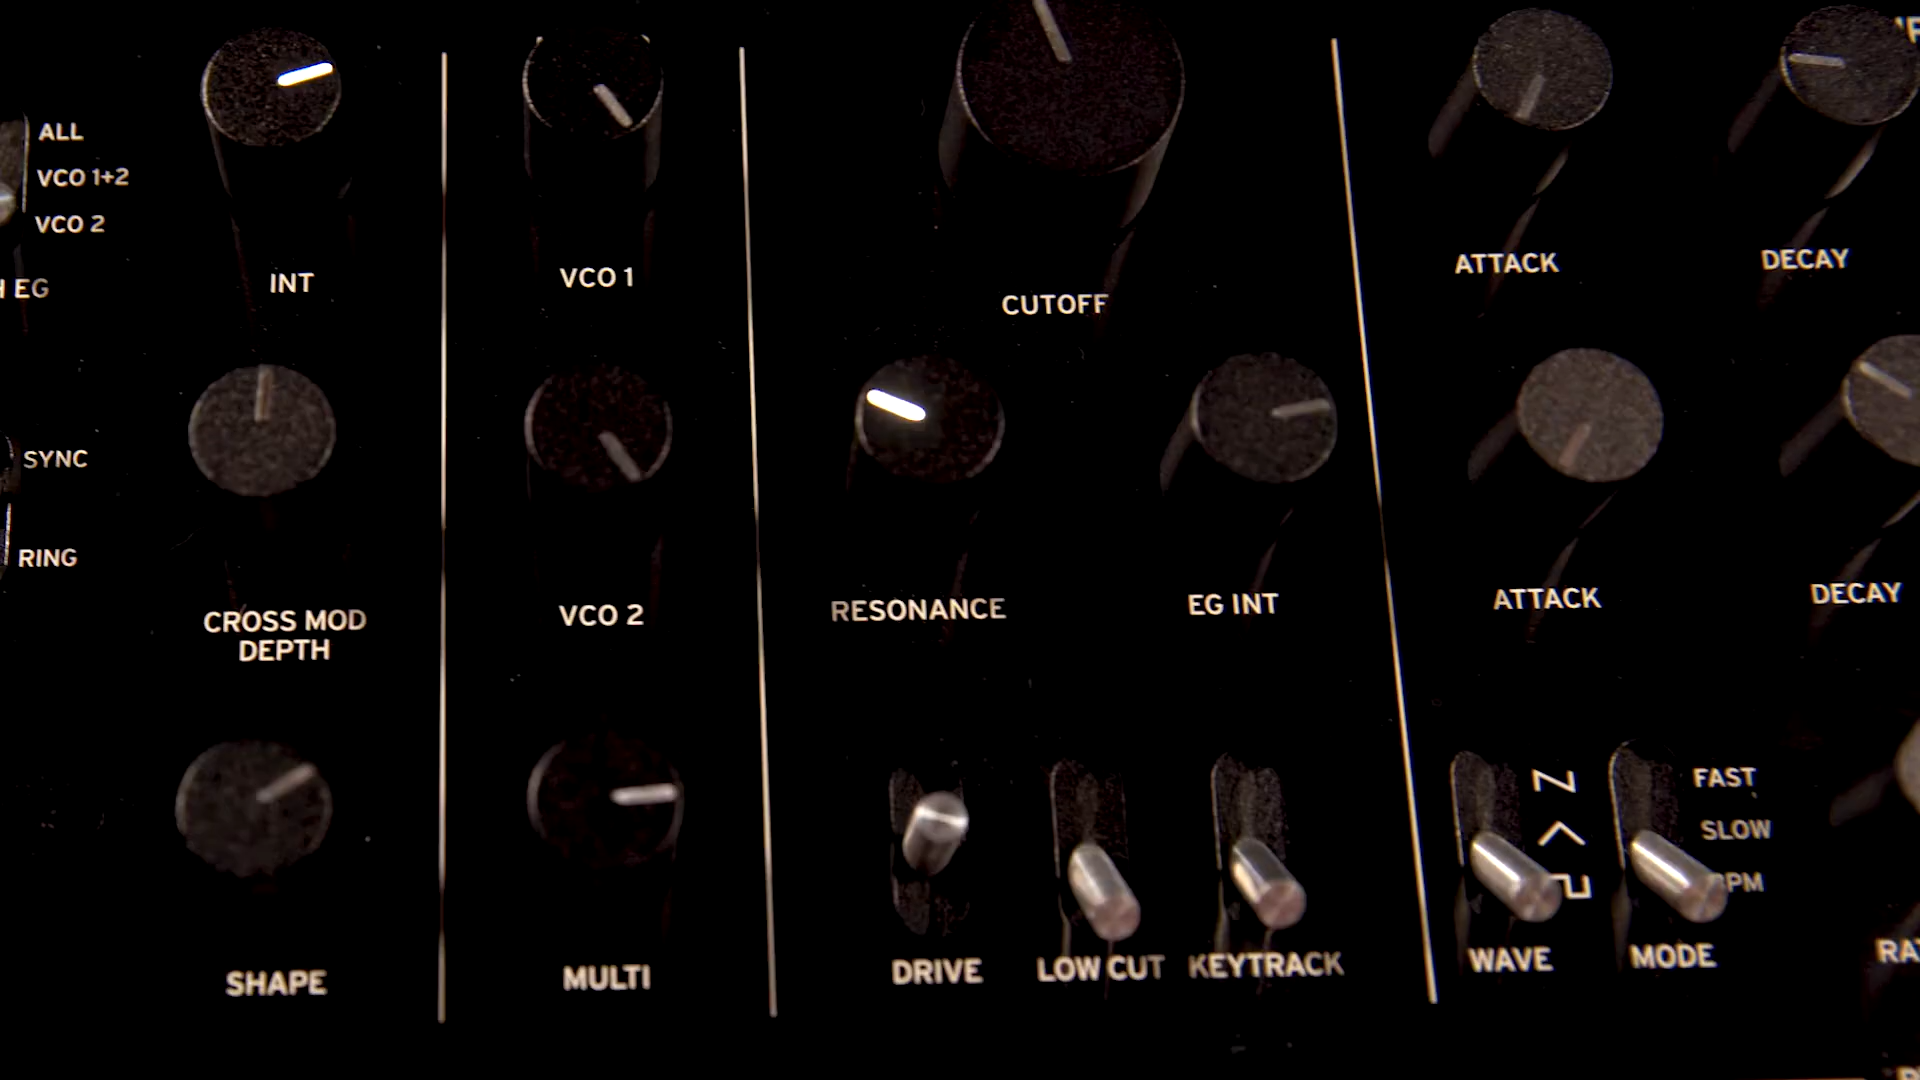 ALL
VCO 1+2
VCO 2
EG
INT
VCO 1
CUTOFF
ATTACK
DECAY
SYNC
RING
CROSS MOD
DEPTH
VCO 2
RESONANCE
EG INT
ATTACK
DECAY
FAST
SLOW
SHAPE
MULTI
DRIVE
LOW CUT
KEYTRACK
WAVE
MODE